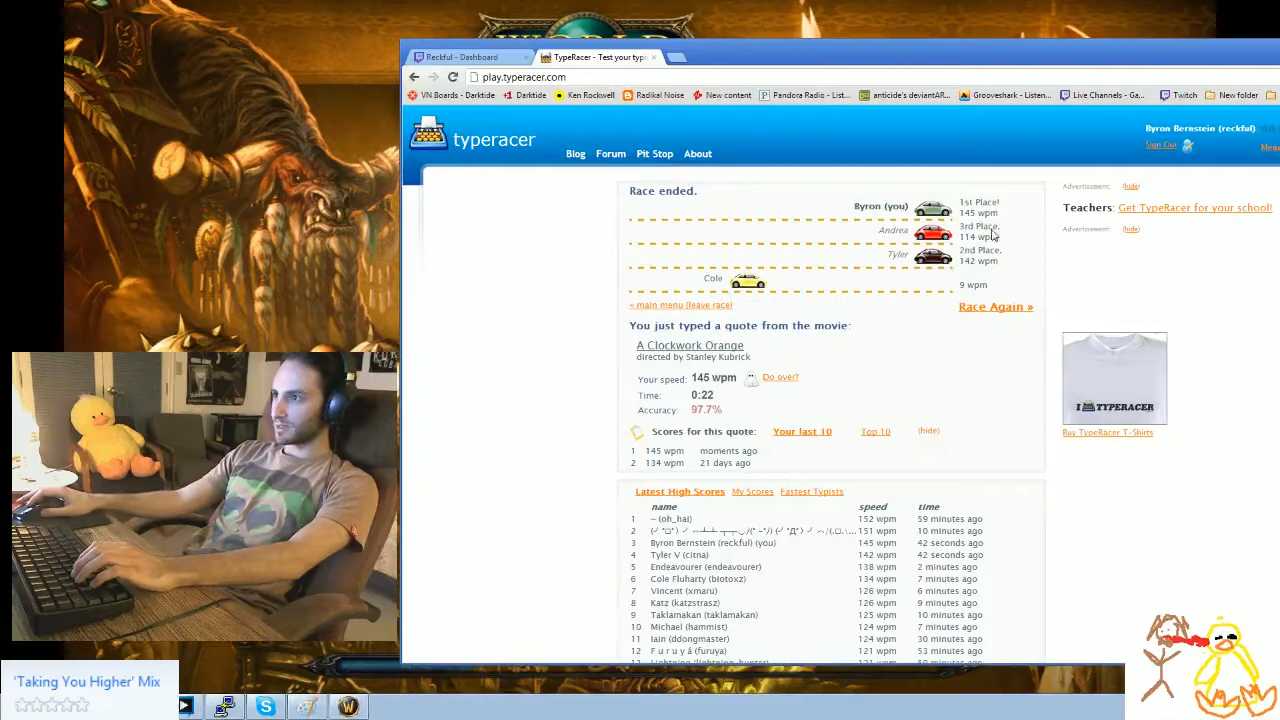 Reckful - Dashboard
TypeRacer - Test your typ
play.typeracer.com
VN Boards - Darktide
+1 Darktide
Ken Rockwell
Radikal Noise
New content
Pandora Radio - List...
anticide's deviantAR...
Grooveshark - Listen...
Live Channels - Ga...
Twitch
New folder
typeracer
Blog Forum Pit Stop About
Byron Bernstein (reckful)
Sign Out
Race ended.
Byron (you)
1st Place!
145 wpm
Andrea
3rd Place.
114 wpm
Tyler
2nd Place.
142 wpm
Cole
9 wpm
« main menu (leave race)
Race Again »
You just typed a quote from the movie:
A Clockwork Orange
directed by Stanley Kubrick
Your speed: 145 wpm Do over?
Time: 0:22
Accuracy: 97.7%
Scores for this quote: Your last 10 Top 10 (hide)
1 145 wpm moments ago
2 134 wpm 21 days ago
Latest High Scores My Scores Fastest Typists
name speed time
1 ~ (oh_hai) 152 wpm 59 minutes ago
2 151 wpm 10 minutes ago
3 Byron Bernstein (reckful) (you) 145 wpm 42 seconds ago
4 Tyler V (citna) 142 wpm 42 seconds ago
5 Endeavourer (endeavourer) 138 wpm 2 minutes ago
6 Cole Fluharty (biotoxz) 134 wpm 7 minutes ago
7 Vincent (xmaru) 126 wpm 6 minutes ago
8 Katz (katzstrasz) 126 wpm 9 minutes ago
9 Taklamakan (taklamakan) 125 wpm 10 minutes ago
10 Michael (hammist) 124 wpm 7 minutes ago
11 Iain (ddongmaster) 124 wpm 30 minutes ago
12 F u r u y á (furuya) 121 wpm 53 minutes ago
Advertisement: (hide)
Teachers: Get TypeRacer for your school!
Advertisement: (hide)
I TYPERACER
Buy TypeRacer T-Shirts
'Taking You Higher' Mix